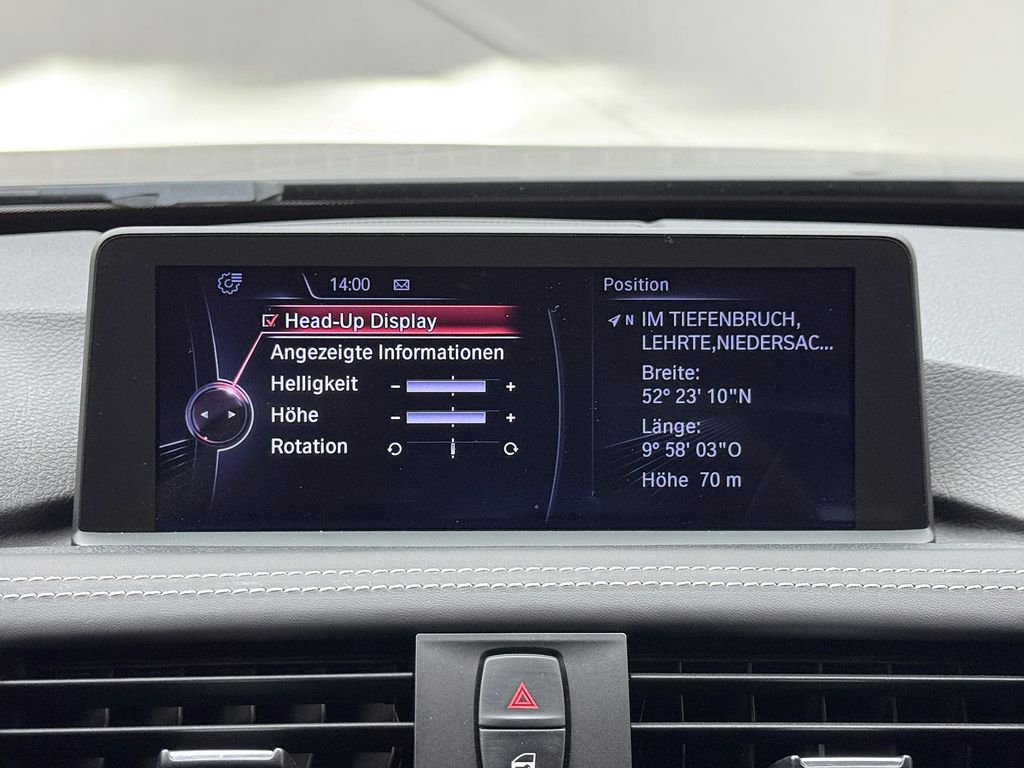 14:00
Head-Up Display
Angezeigte Informationen
Helligkeit - +
Höhe - +
Rotation
Position
N IM TIEFENBRUCH,
LEHRTE,NIEDERSAC...
Breite:
52° 23' 10"N
Länge:
9° 58' 03"O
Höhe 70 m